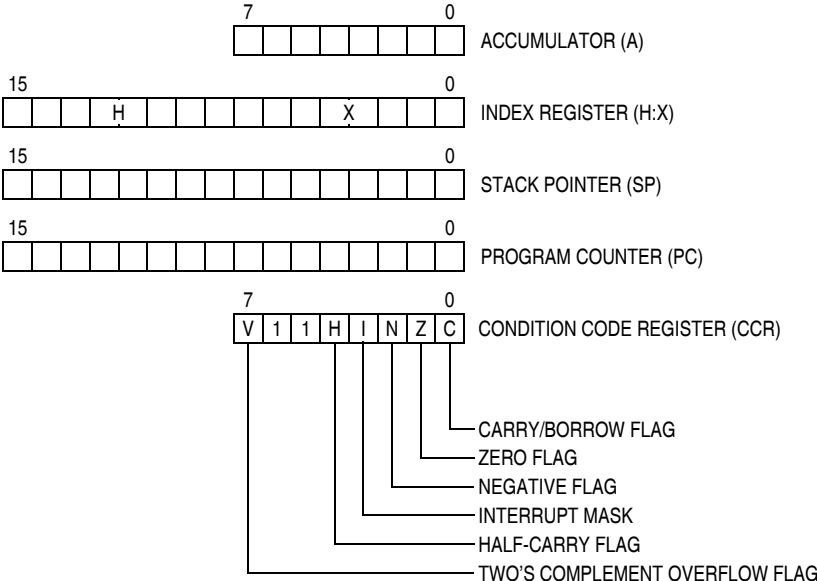 7 0
ACCUMULATOR (A)
15 0
H X
INDEX REGISTER (H:X)
15 0
STACK POINTER (SP)
15 0
PROGRAM COUNTER (PC)
7 0
V 1 1 H I N Z C
CONDITION CODE REGISTER (CCR)
CARRY/BORROW FLAG
ZERO FLAG
NEGATIVE FLAG
INTERRUPT MASK
HALF-CARRY FLAG
TWO'S COMPLEMENT OVERFLOW FLAG